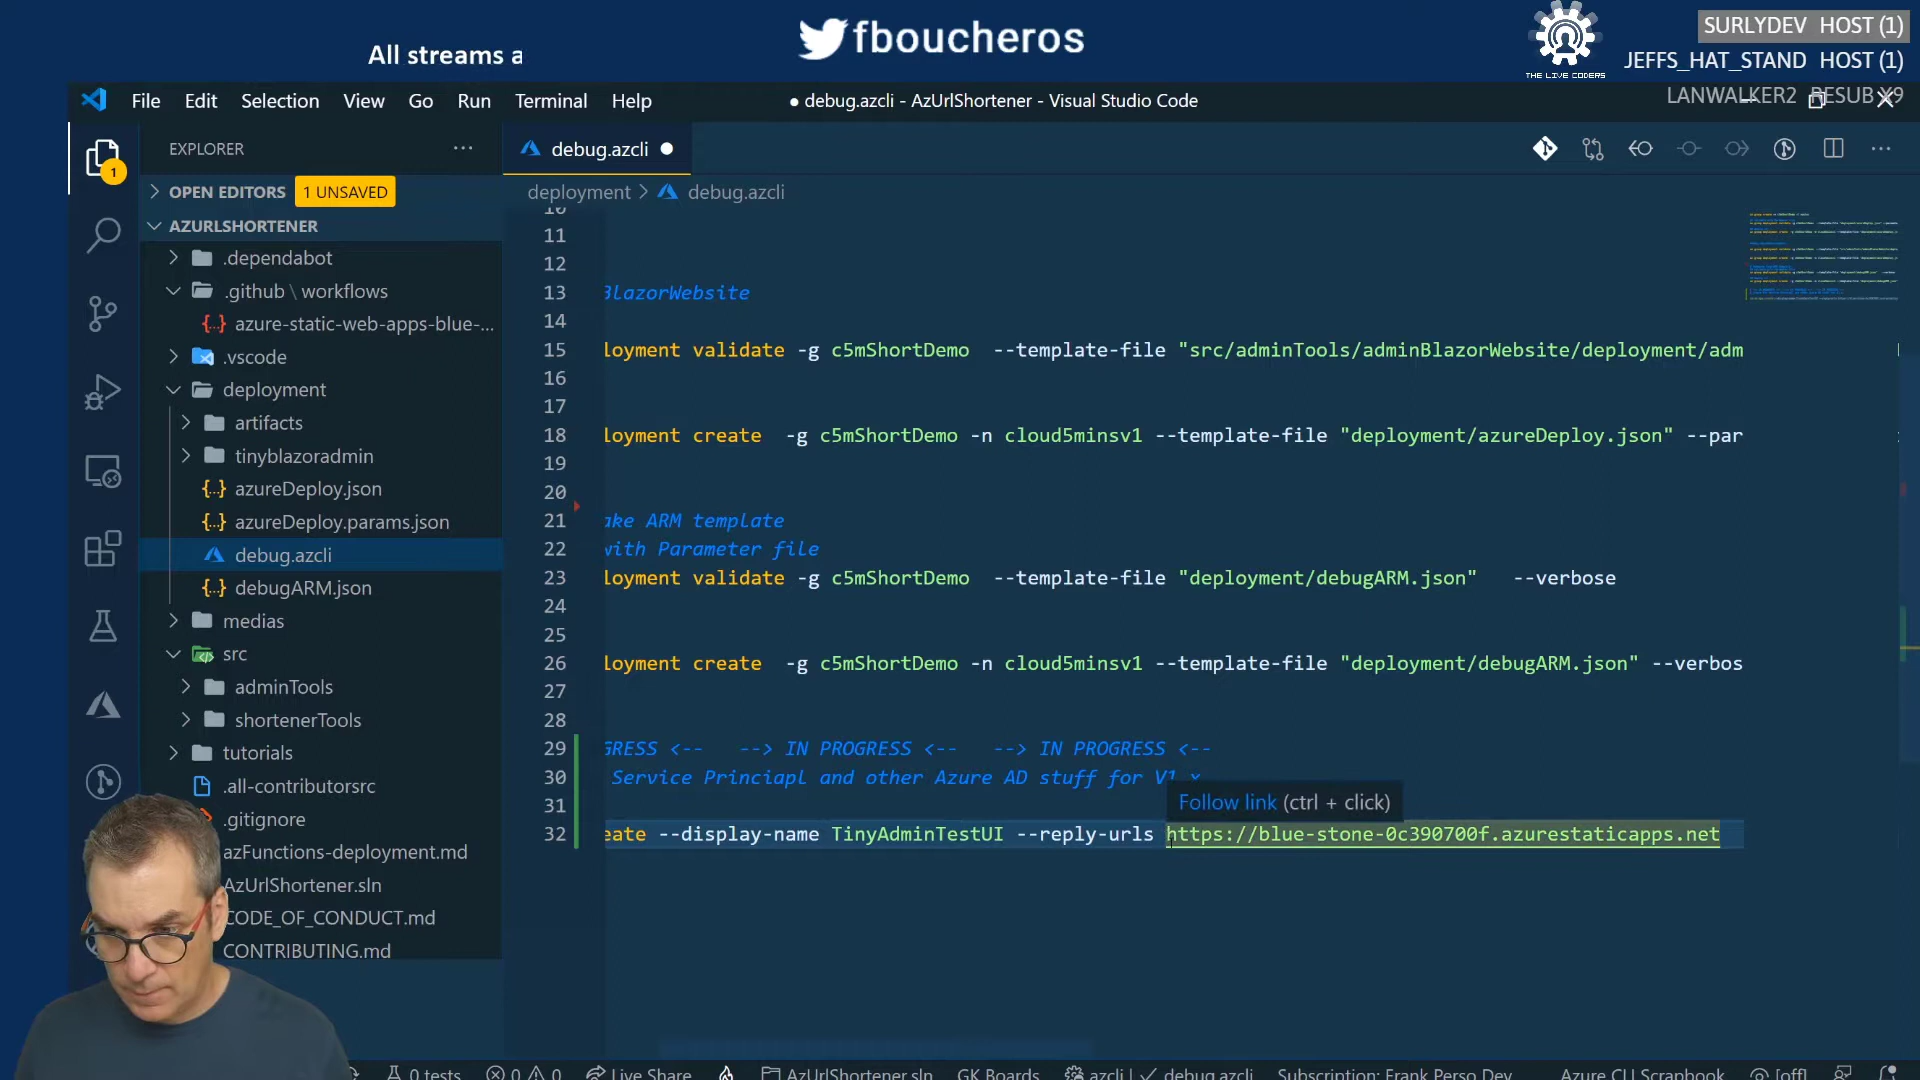 All streams a
fboucheros
THE LIVE CODERS
SURLYDEV HOST (1)
JEFFS_HAT_STAND HOST (1)
LANWALKER2 RESUB X9
File Edit Selection View Go Run Terminal Help
● debug.azcli - AzUrlShortener - Visual Studio Code
1
EXPLORER
debug.azcli
OPEN EDITORS 1 UNSAVED
deployment > debug.azcli
AZURLSHORTENER
.dependabot
.github \ workflows
azure-static-web-apps-blue-...
.vscode
deployment
artifacts
tinyblazoradmin
azureDeploy.json
azureDeploy.params.json
debug.azcli
debugARM.json
medias
src
adminTools
shortenerTools
tutorials
.all-contributorsrc
.gitignore
azFunctions-deployment.md
AzUrlShortener.sln
CODE_OF_CONDUCT.md
CONTRIBUTING.md
10
11
12
13 BlazorWebsite
14
15 loyment validate -g c5mShortDemo --template-file "src/adminTools/adminBlazorWebsite/deployment/adm
16
17
18 loyment create -g c5mShortDemo -n cloud5minsv1 --template-file "deployment/azureDeploy.json" --par
19
20
21 ake ARM template
22 with Parameter file
23 loyment validate -g c5mShortDemo --template-file "deployment/debugARM.json" --verbose
24
25
26 loyment create -g c5mShortDemo -n cloud5minsv1 --template-file "deployment/debugARM.json" --verbos
27
28
29 GRESS <-- --> IN PROGRESS <-- --> IN PROGRESS <--
30 Service Princiapl and other Azure AD stuff for V1.x
31
Follow link (ctrl + click)
32 eate --display-name TinyAdminTestUI --reply-urls https://blue-stone-0c390700f.azurestaticapps.net
0 tests 0 0 Live Share AzUrlShortener.sln GK Boards azcli | ✓ debug.azcli Subscription: Frank Perso Dev Azure CLI Scrapbook [off]